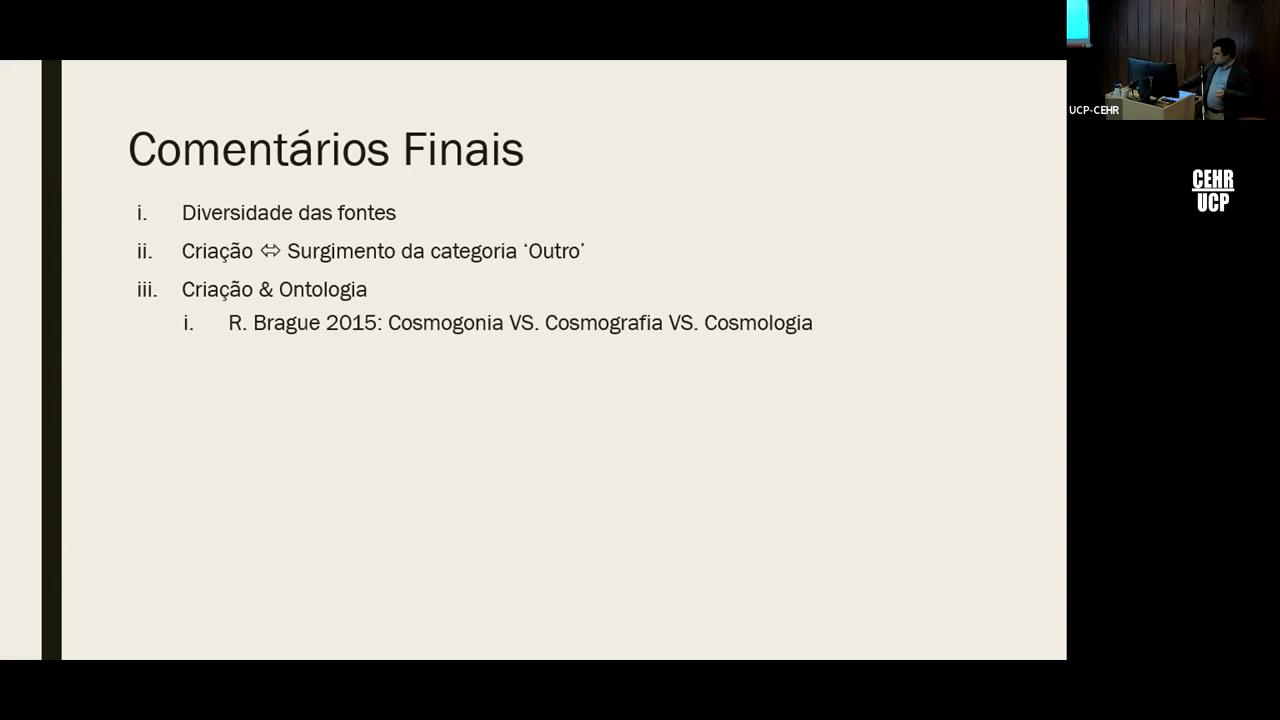 Comentários Finais
i. Diversidade das fontes
ii. Criação ⇔ Surgimento da categoria ‘Outro’
iii. Criação & Ontologia
i. R. Brague 2015: Cosmogonia VS. Cosmografia VS. Cosmologia
UCP-CEHR
CEHR
UCP